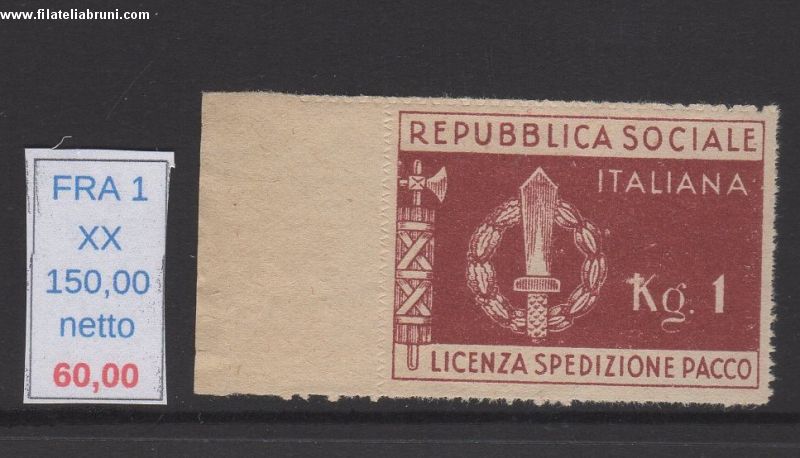 www.filateliabruni.com
FRA 1
XX
150,00
netto
60,00
REPUBBLICA SOCIALE
ITALIANA
Kg. 1
LICENZA SPEDIZIONE PACCO